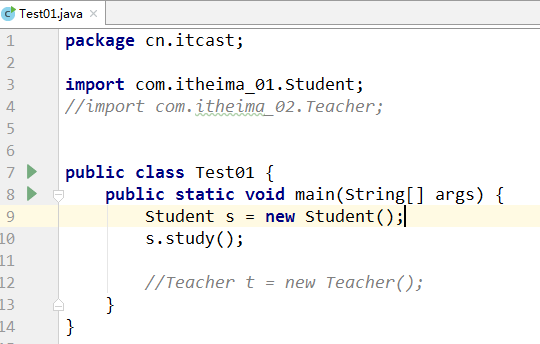 Test01.java
1 package cn.itcast;
2
3 import com.itheima_01.Student;
4 //import com.itheima_02.Teacher;
5
6
7 public class Test01 {
8 public static void main(String[] args) {
9 Student s = new Student();
10 s.study();
11
12 //Teacher t = new Teacher();
13 }
14 }